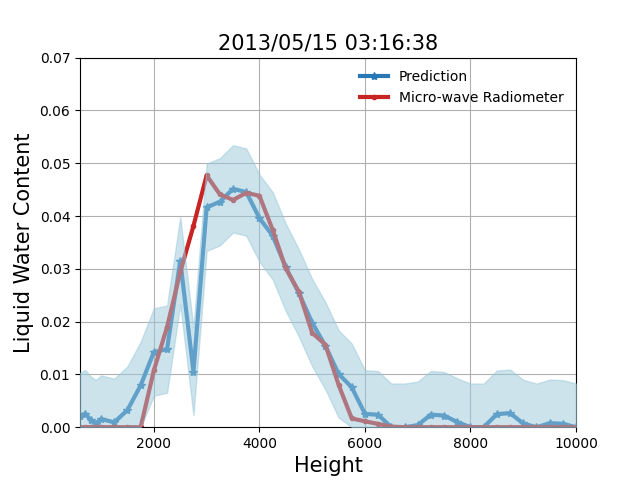 2013/05/15 03:16:38
0.07
0.06
0.05
0.04
0.03
0.02
0.01
0.00
Liquid Water Content
Prediction
Micro-wave Radiometer
2000 4000 6000 8000 10000
Height